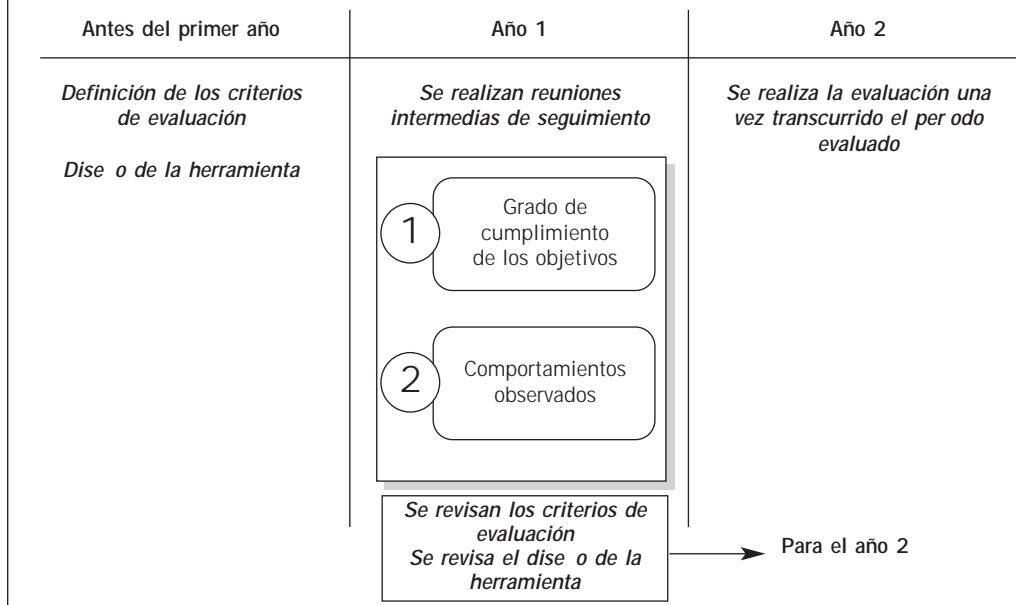 Antes del primer año
Año 1
Año 2
Definición de los criterios
de evaluación
Dise o de la herramienta
Se realizan reuniones
intermedias de seguimiento
1
Grado de
cumplimiento
de los objetivos
2
Comportamientos
observados
Se revisan los criterios de
evaluación
Se revisa el dise o de la
herramienta
Para el año 2
Se realiza la evaluación una
vez transcurrido el per odo
evaluado